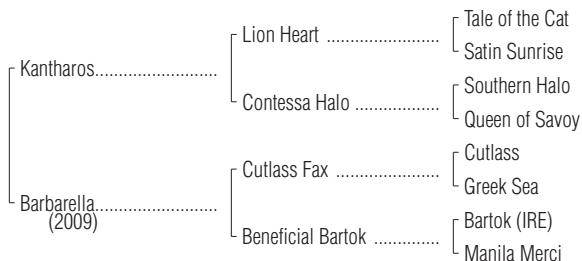 Tale of the Cat
Lion Heart
Satin Sunrise
Kantharos
Southern Halo
Contessa Halo
Queen of Savoy
Cutlass
Cutlass Fax
Greek Sea
Barbarella
(2009)
Bartok (IRE)
Beneficial Bartok
Manila Merci